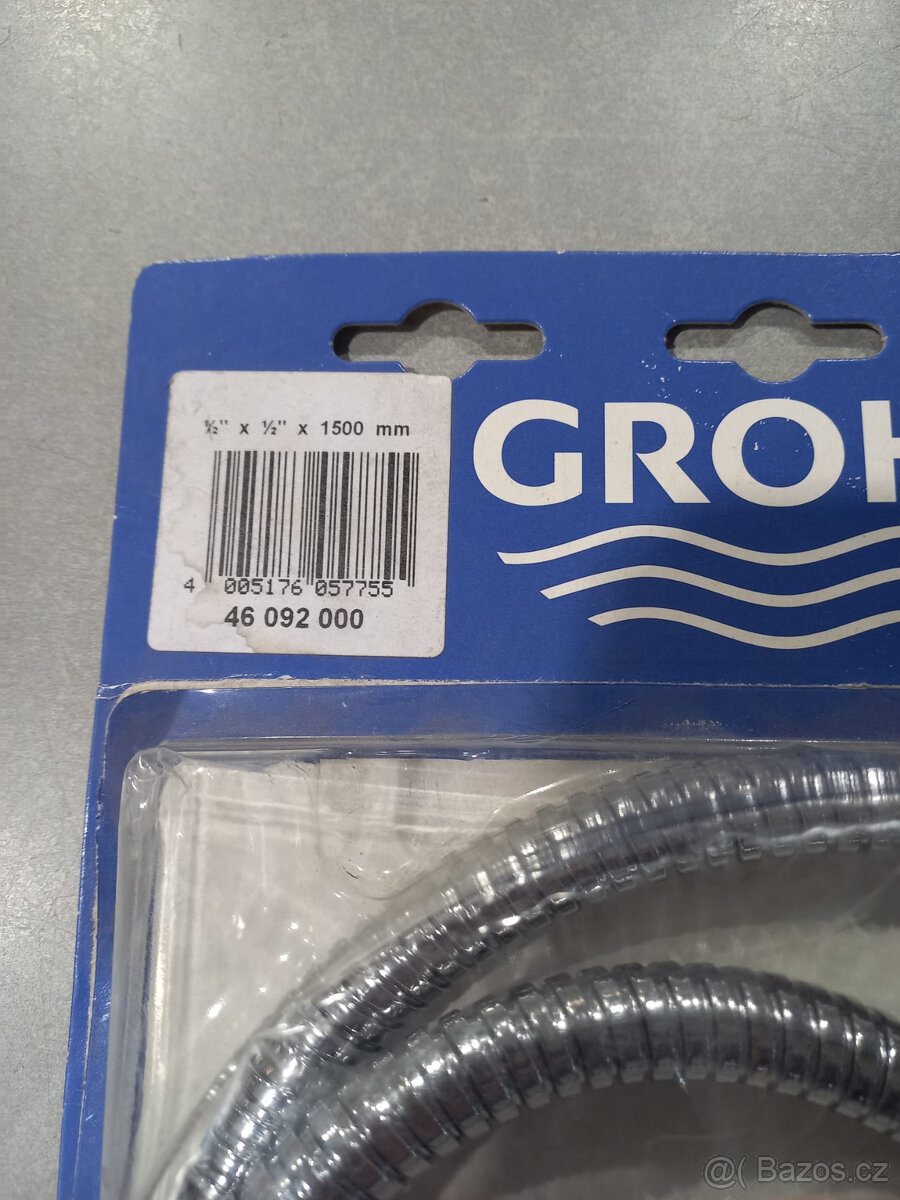 ½" x ½" x 1500 mm
GROH
4 005176 057755
46 092 000
@( Bazos.cz